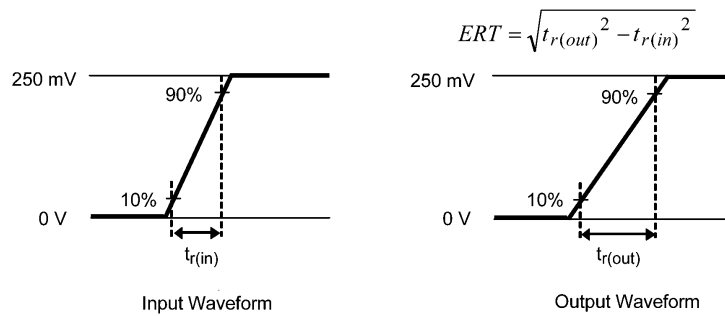 ERT = √(t_r(out)² − t_r(in)²)
250 mV
90%
10%
0 V
t_r(in)
Input Waveform
250 mV
90%
10%
0 V
t_r(out)
Output Waveform